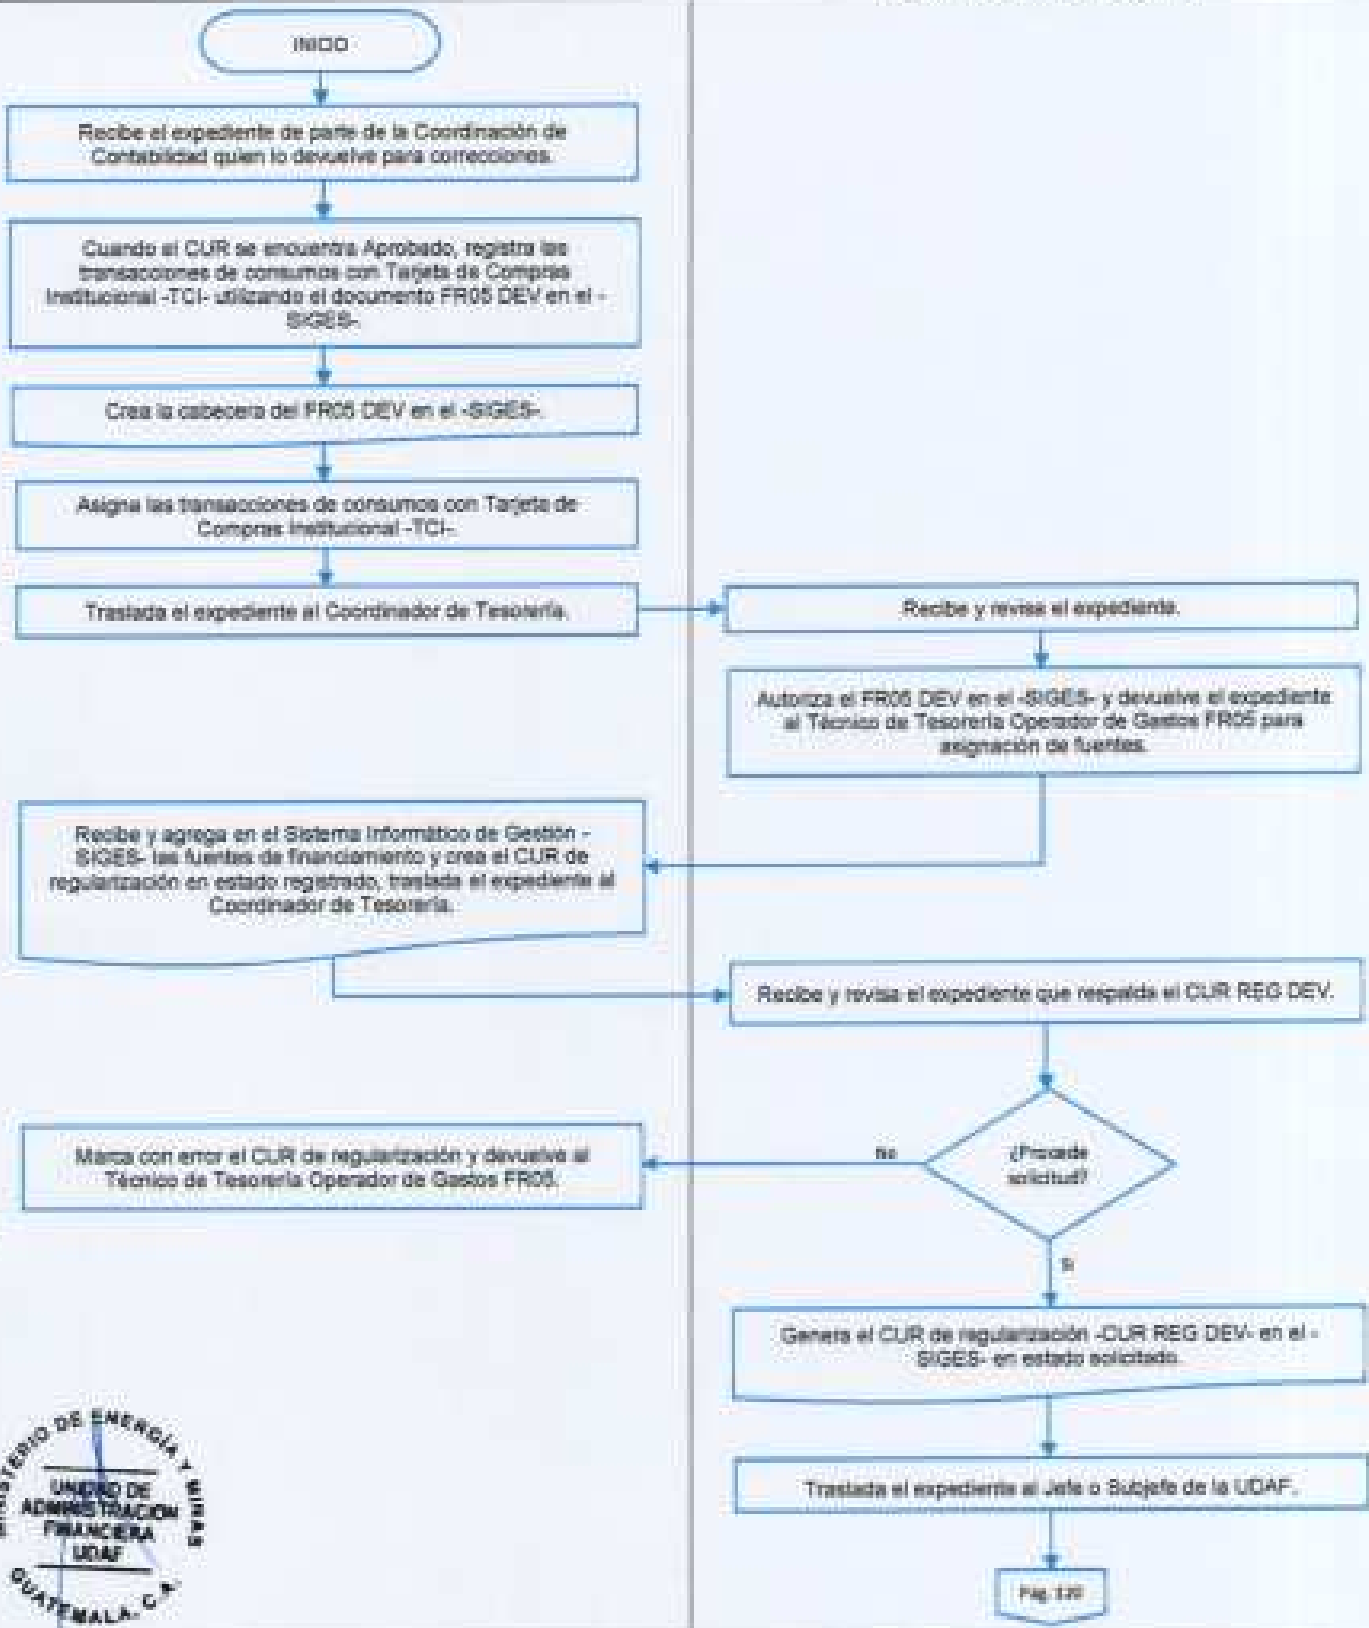 INICIO
Recibe el expediente de parte de la Coordinación de
Contabilidad quien lo devuelve para correcciones.
Cuando el CUR se encuentra Aprobado, registra las
transacciones de consumos con Tarjeta de Compras
Institucional -TCI- utilizando el documento FR05 DEV en el -
SIGES-.
Crea la cabecera del FR05 DEV en el -SIGES-.
Asigna las transacciones de consumos con Tarjeta de
Compras Institucional -TCI-.
Traslada el expediente al Coordinador de Tesorería.
Recibe y revisa el expediente.
Autoriza el FR05 DEV en el -SIGES- y devuelve el expediente
al Técnico de Tesorería Operador de Gastos FR05 para
asignación de fuentes.
Recibe y agrega en el Sistema Informático de Gestión -
SIGES- las fuentes de financiamiento y crea el CUR de
regularización en estado registrado, traslada el expediente al
Coordinador de Tesorería.
Recibe y revisa el expediente que respalda el CUR REG DEV.
¿Procede
solicitud?
No
Marca con error el CUR de regularización y devuelve al
Técnico de Tesorería Operador de Gastos FR05.
Si
Genera el CUR de regularización -CUR REG DEV- en el -
SIGES- en estado solicitado.
Traslada el expediente al Jefe o Subjefe de la UDAF.
Pág. 120
MINISTERIO DE ENERGÍA Y MINAS
UNIDAD DE
ADMINISTRACIÓN
FINANCIERA
UDAF
GUATEMALA, C.A.